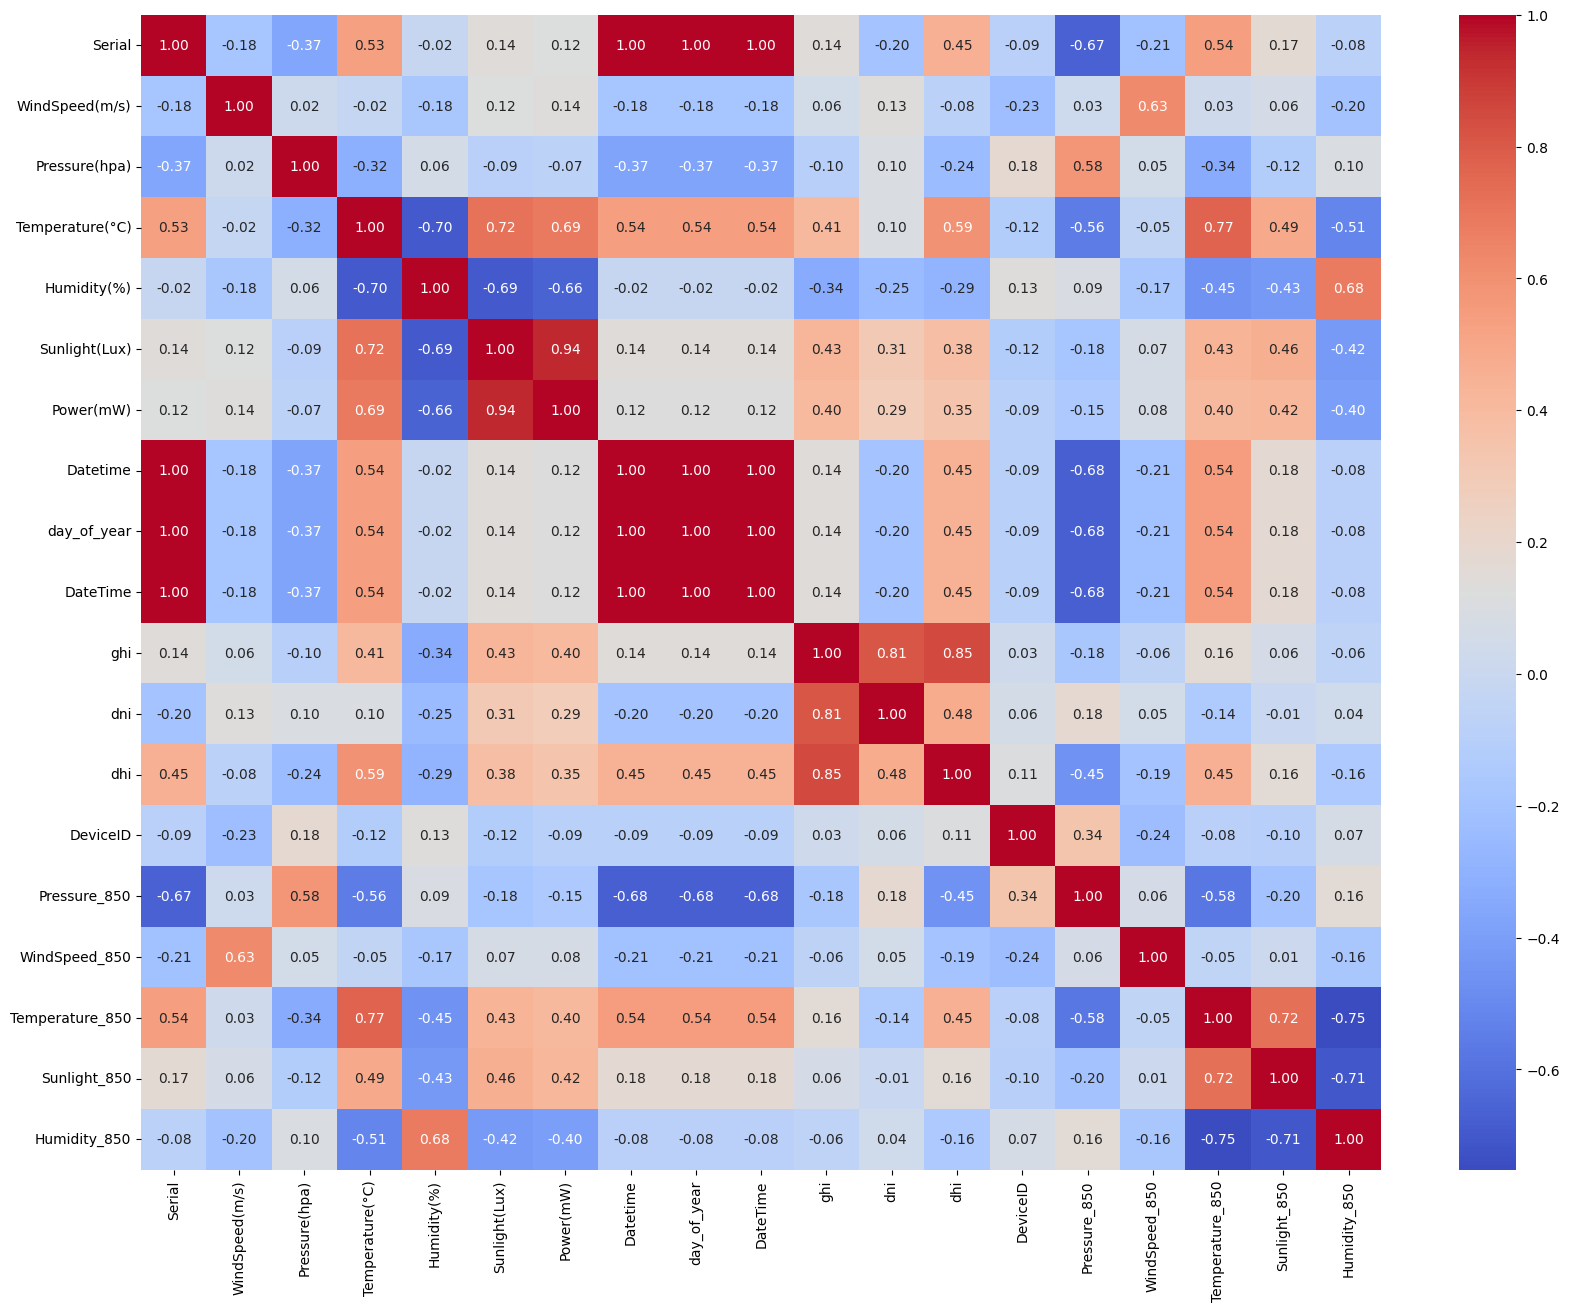 Serial 1.00 -0.18 -0.37 0.53 -0.02 0.14 0.12 1.00 1.00 1.00 0.14 -0.20 0.45 -0.09 -0.67 -0.21 0.54 0.17 -0.08
WindSpeed(m/s) -0.18 1.00 0.02 -0.02 -0.18 0.12 0.14 -0.18 -0.18 -0.18 0.06 0.13 -0.08 -0.23 0.03 0.63 0.03 0.06 -0.20
Pressure(hpa) -0.37 0.02 1.00 -0.32 0.06 -0.09 -0.07 -0.37 -0.37 -0.37 -0.10 0.10 -0.24 0.18 0.58 0.05 -0.34 -0.12 0.10
Temperature(°C) 0.53 -0.02 -0.32 1.00 -0.70 0.72 0.69 0.54 0.54 0.54 0.41 0.10 0.59 -0.12 -0.56 -0.05 0.77 0.49 -0.51
Humidity(%) -0.02 -0.18 0.06 -0.70 1.00 -0.69 -0.66 -0.02 -0.02 -0.02 -0.34 -0.25 -0.29 0.13 0.09 -0.17 -0.45 -0.43 0.68
Sunlight(Lux) 0.14 0.12 -0.09 0.72 -0.69 1.00 0.94 0.14 0.14 0.14 0.43 0.31 0.38 -0.12 -0.18 0.07 0.43 0.46 -0.42
Power(mW) 0.12 0.14 -0.07 0.69 -0.66 0.94 1.00 0.12 0.12 0.12 0.40 0.29 0.35 -0.09 -0.15 0.08 0.40 0.42 -0.40
Datetime 1.00 -0.18 -0.37 0.54 -0.02 0.14 0.12 1.00 1.00 1.00 0.14 -0.20 0.45 -0.09 -0.68 -0.21 0.54 0.18 -0.08
day_of_year 1.00 -0.18 -0.37 0.54 -0.02 0.14 0.12 1.00 1.00 1.00 0.14 -0.20 0.45 -0.09 -0.68 -0.21 0.54 0.18 -0.08
DateTime 1.00 -0.18 -0.37 0.54 -0.02 0.14 0.12 1.00 1.00 1.00 0.14 -0.20 0.45 -0.09 -0.68 -0.21 0.54 0.18 -0.08
ghi 0.14 0.06 -0.10 0.41 -0.34 0.43 0.40 0.14 0.14 0.14 1.00 0.81 0.85 0.03 -0.18 -0.06 0.16 0.06 -0.06
dni -0.20 0.13 0.10 0.10 -0.25 0.31 0.29 -0.20 -0.20 -0.20 0.81 1.00 0.48 0.06 0.18 0.05 -0.14 -0.01 0.04
dhi 0.45 -0.08 -0.24 0.59 -0.29 0.38 0.35 0.45 0.45 0.45 0.85 0.48 1.00 0.11 -0.45 -0.19 0.45 0.16 -0.16
DeviceID -0.09 -0.23 0.18 -0.12 0.13 -0.12 -0.09 -0.09 -0.09 -0.09 0.03 0.06 0.11 1.00 0.34 -0.24 -0.08 -0.10 0.07
Pressure_850 -0.67 0.03 0.58 -0.56 0.09 -0.18 -0.15 -0.68 -0.68 -0.68 -0.18 0.18 -0.45 0.34 1.00 0.06 -0.58 -0.20 0.16
WindSpeed_850 -0.21 0.63 0.05 -0.05 -0.17 0.07 0.08 -0.21 -0.21 -0.21 -0.06 0.05 -0.19 -0.24 0.06 1.00 -0.05 0.01 -0.16
Temperature_850 0.54 0.03 -0.34 0.77 -0.45 0.43 0.40 0.54 0.54 0.54 0.16 -0.14 0.45 -0.08 -0.58 -0.05 1.00 0.72 -0.75
Sunlight_850 0.17 0.06 -0.12 0.49 -0.43 0.46 0.42 0.18 0.18 0.18 0.06 -0.01 0.16 -0.10 -0.20 0.01 0.72 1.00 -0.71
Humidity_850 -0.08 -0.20 0.10 -0.51 0.68 -0.42 -0.40 -0.08 -0.08 -0.08 -0.06 0.04 -0.16 0.07 0.16 -0.16 -0.75 -0.71 1.00
Serial
WindSpeed(m/s)
Pressure(hpa)
Temperature(°C)
Humidity(%)
Sunlight(Lux)
Power(mW)
Datetime
day_of_year
DateTime
ghi
dni
dhi
DeviceID
Pressure_850
WindSpeed_850
Temperature_850
Sunlight_850
Humidity_850
1.0
0.8
0.6
0.4
0.2
0.0
−0.2
−0.4
−0.6